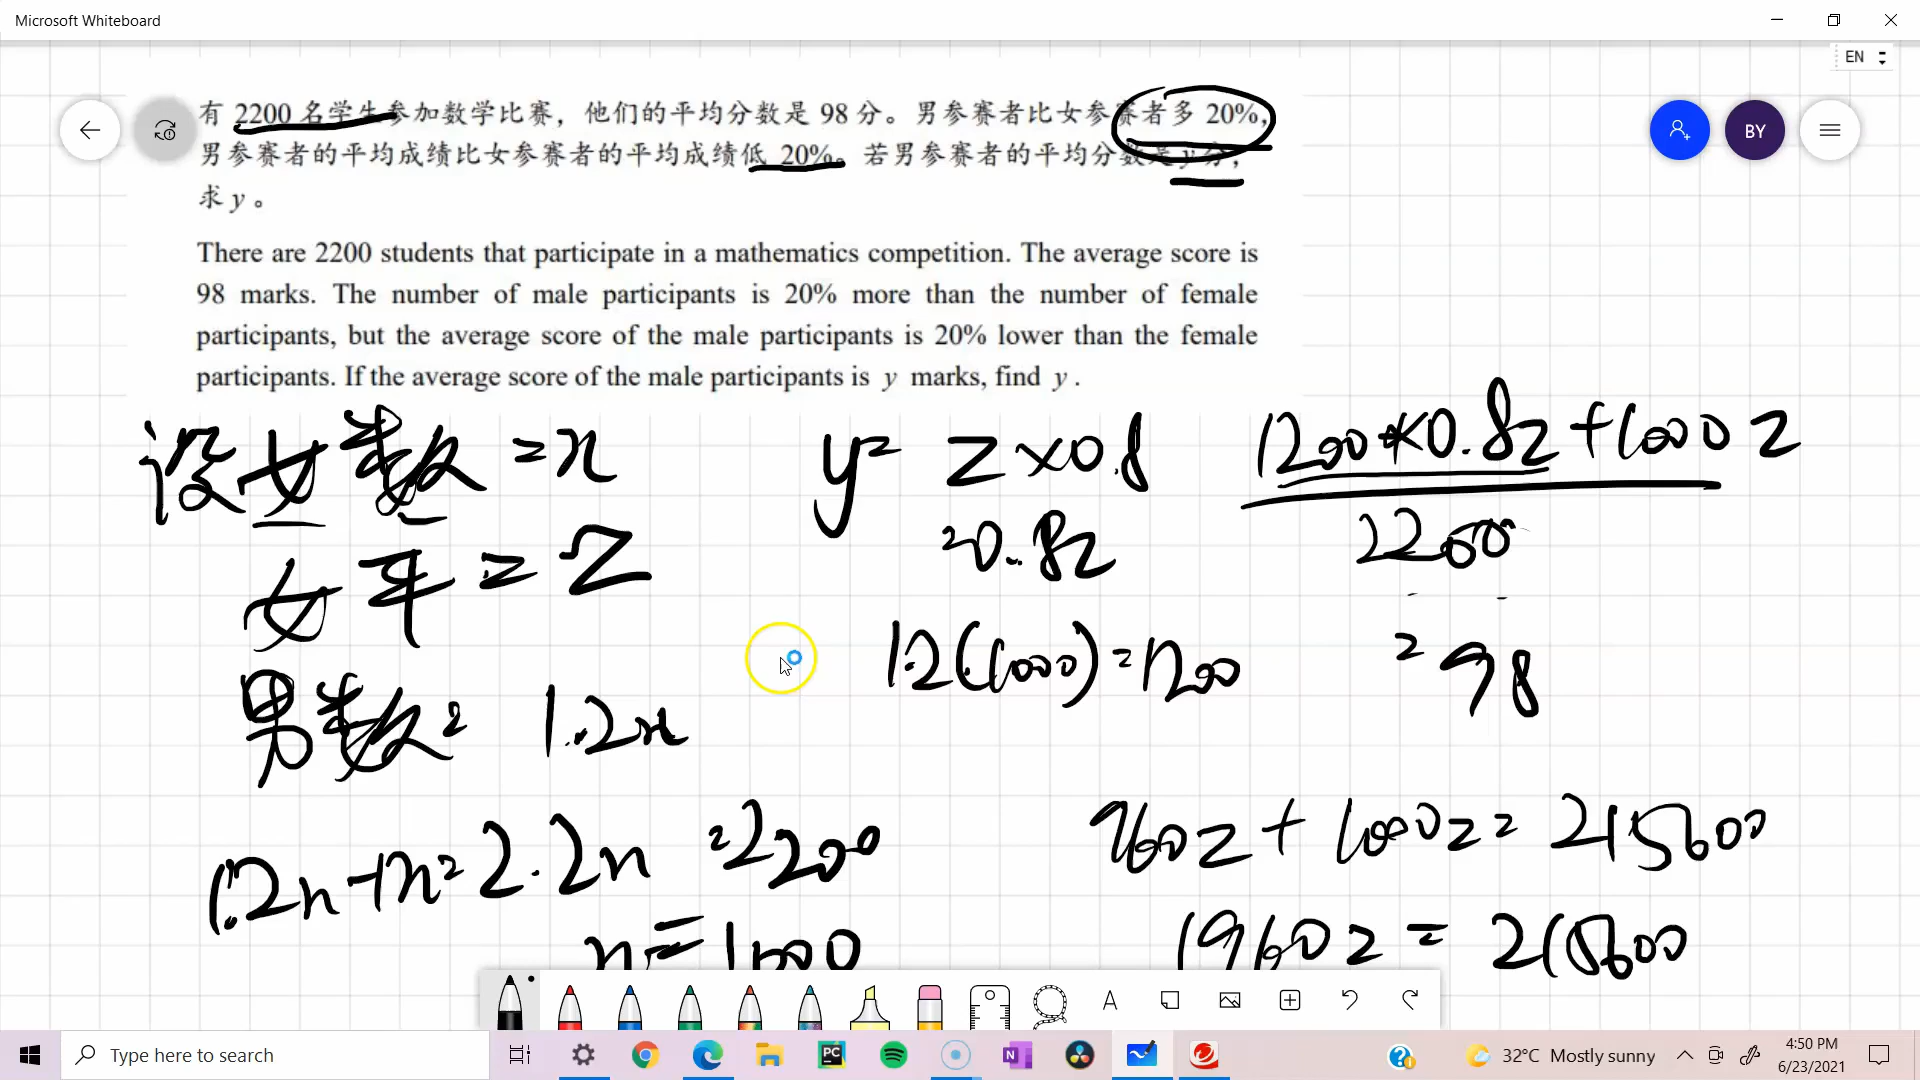 Microsoft Whiteboard
EN
有 2200 名学生参加数学比赛，他们的平均分数是 98 分。男参赛者比女参赛者多 20%，
男参赛者的平均成绩比女参赛者的平均成绩低 20%。若男参赛者的平均分数是 y 分，
求 y 。
BY
There are 2200 students that participate in a mathematics competition. The average score is
98 marks. The number of male participants is 20% more than the number of female
participants, but the average score of the male participants is 20% lower than the female
participants. If the average score of the male participants is y marks, find y .
设女数 = x
女平 = z
男数 = 1.2x
1.2x + x = 2.2x = 2200
x = 1000
y = z × 0.8
= 0.8z
1.2(1000) = 1200
1200 × 0.8z + 1000 z
2200
= 98
960z + 1000z = 215600
1960z = 215600
A
Type here to search
PC
N
32°C Mostly sunny
4:50 PM
6/23/2021